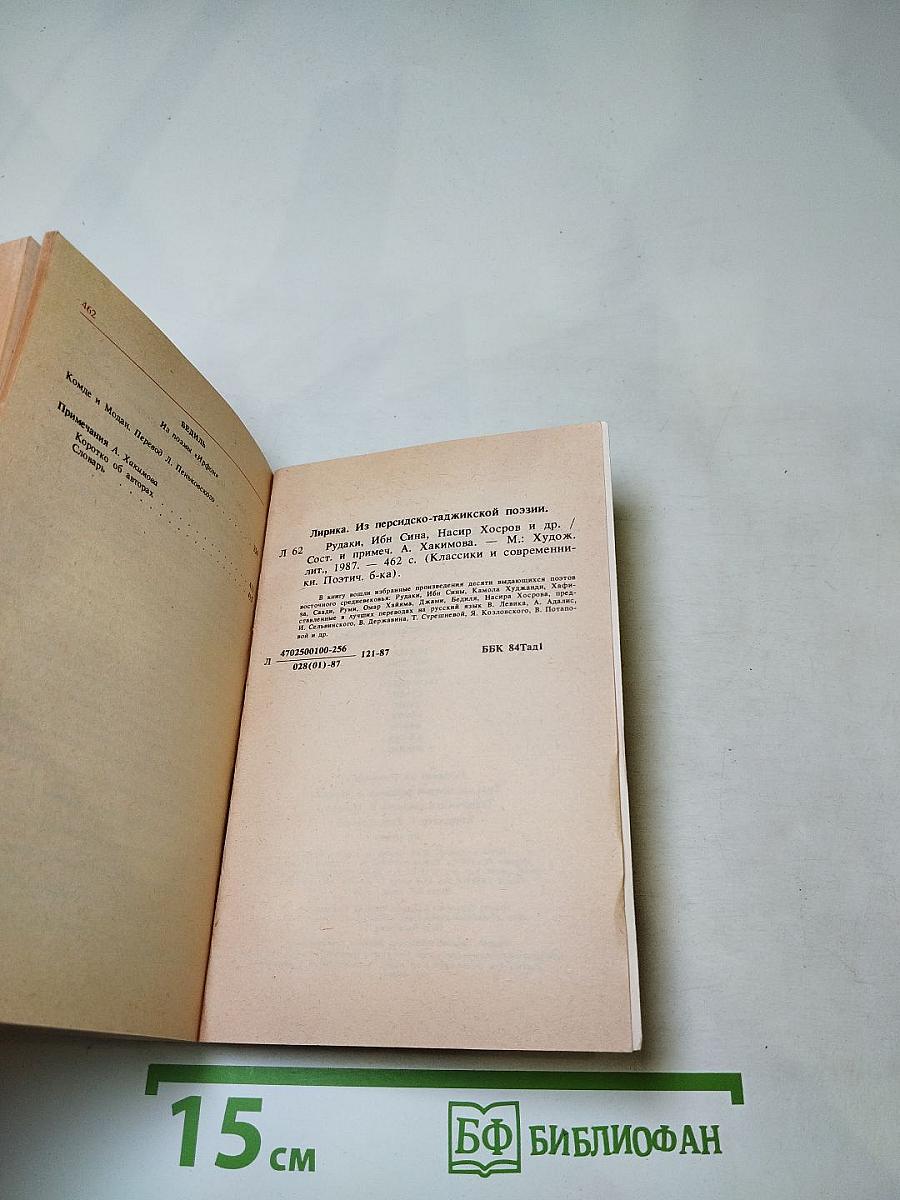 462
БЕДИЛЬ
Из поэмы «Ирфон»
Комде и Модан. Перевод Л. Пеньковского
Примечания А. Хакимова
Коротко об авторах
Словарь
Лирика. Из персидско-таджикской поэзии.
Л 62 Рудаки, Ибн Сина, Насир Хосров и др. /
Сост. и примеч. А. Хакимова. — М.: Худож.
лит., 1987. — 462 с. (Классики и современни-
ки. Поэтич. б-ка).
В книгу вошли избранные произведения десяти выдающихся поэтов
восточного средневековья: Рудаки, Ибн Сины, Камола Худжанди, Хафи-
за, Саади, Руми, Омар Хайяма, Джами, Бедиля, Насира Хосрова, пред-
ставленные в лучших переводах на русский язык В. Левика, А. Адалис,
И. Сельвинского, В. Державина, Т. Стрешневой, Я. Козловского, В. Потапо-
вой и др.
Л 4702500100-256 121-87 ББК 84Тад1
028(01)-87
15 см
БФ БИБЛИОФАН